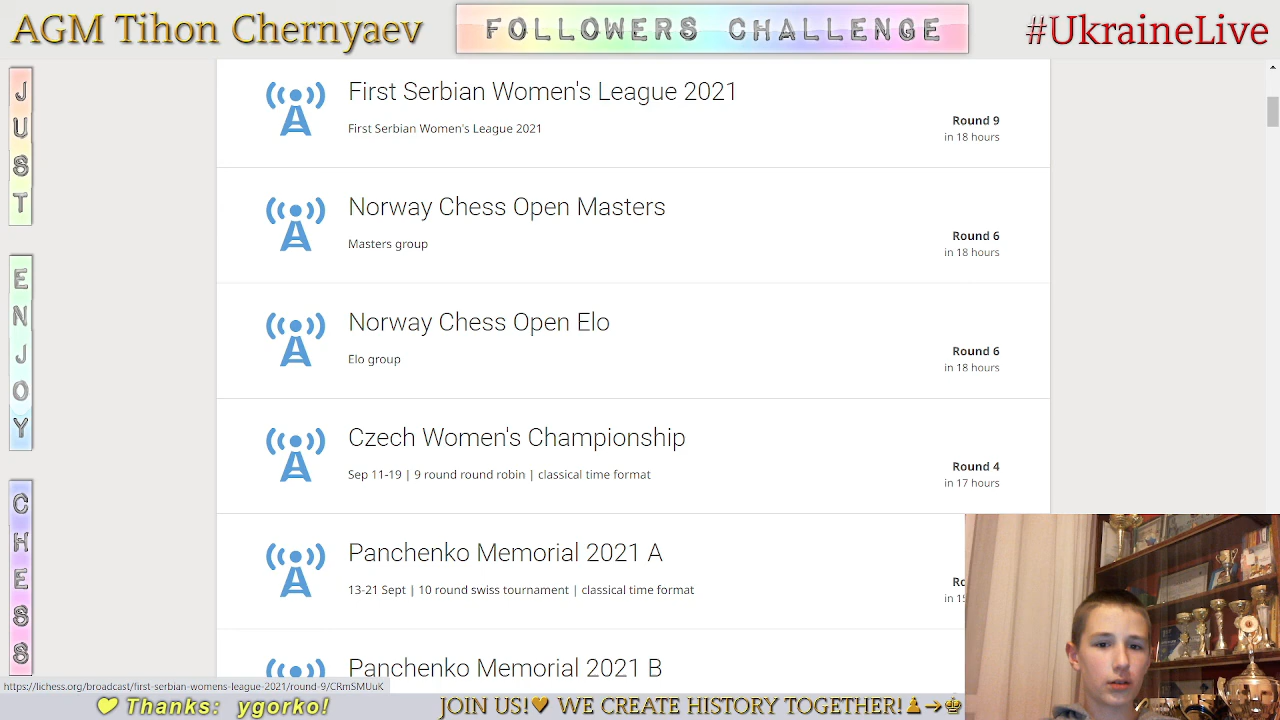 AGM Tihon Chernyaev
FOLLOWERS CHALLENGE
#UkraineLive
JUST
ENJOY
CHESS
First Serbian Women's League 2021
First Serbian Women's League 2021
Round 9
in 18 hours
Norway Chess Open Masters
Masters group
Round 6
in 18 hours
Norway Chess Open Elo
Elo group
Round 6
in 18 hours
Czech Women's Championship
Sep 11-19 | 9 round round robin | classical time format
Round 4
in 17 hours
Panchenko Memorial 2021 A
13-21 Sept | 10 round swiss tournament | classical time format
in 15
Panchenko Memorial 2021 B
https://lichess.org/broadcast/first-serbian-womens-league-2021/round-9/CRmSMUuK
Thanks: ygorko!
JOIN US!♥ WE CREATE HISTORY TOGETHER!♟→♚